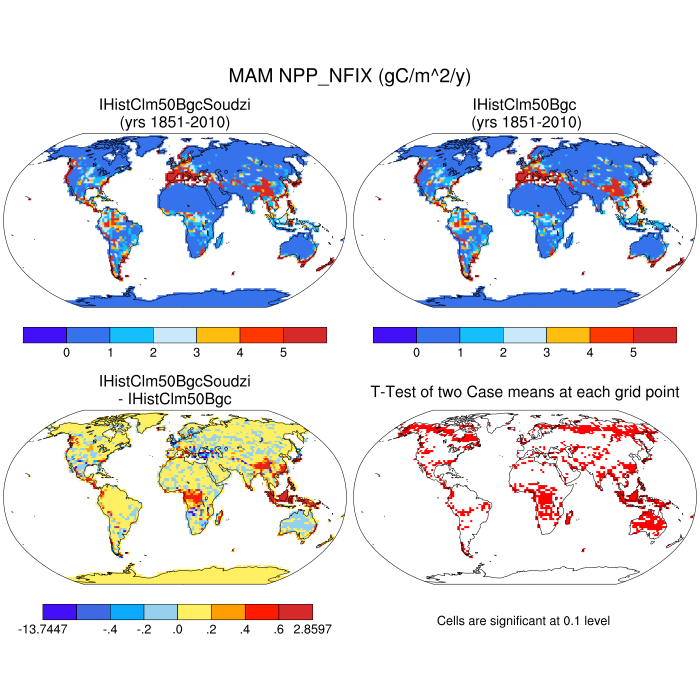 MAM NPP_NFIX (gC/m^2/y)
IHistClm50BgcSoudzi
(yrs 1851-2010)
IHistClm50Bgc
(yrs 1851-2010)
0 1 2 3 4 5
0 1 2 3 4 5
IHistClm50BgcSoudzi
- IHistClm50Bgc
T-Test of two Case means at each grid point
-13.7447 -.4 -.2 .0 .2 .4 .6 2.8597
Cells are significant at 0.1 level